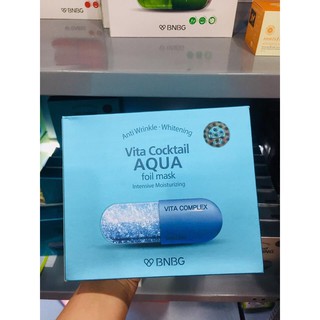 BNBG
Anti Wrinkle · Whitening
Vita Cocktail
AQUA
foil mask
Intensive Moisturizing
VITA COMPLEX
BNBG